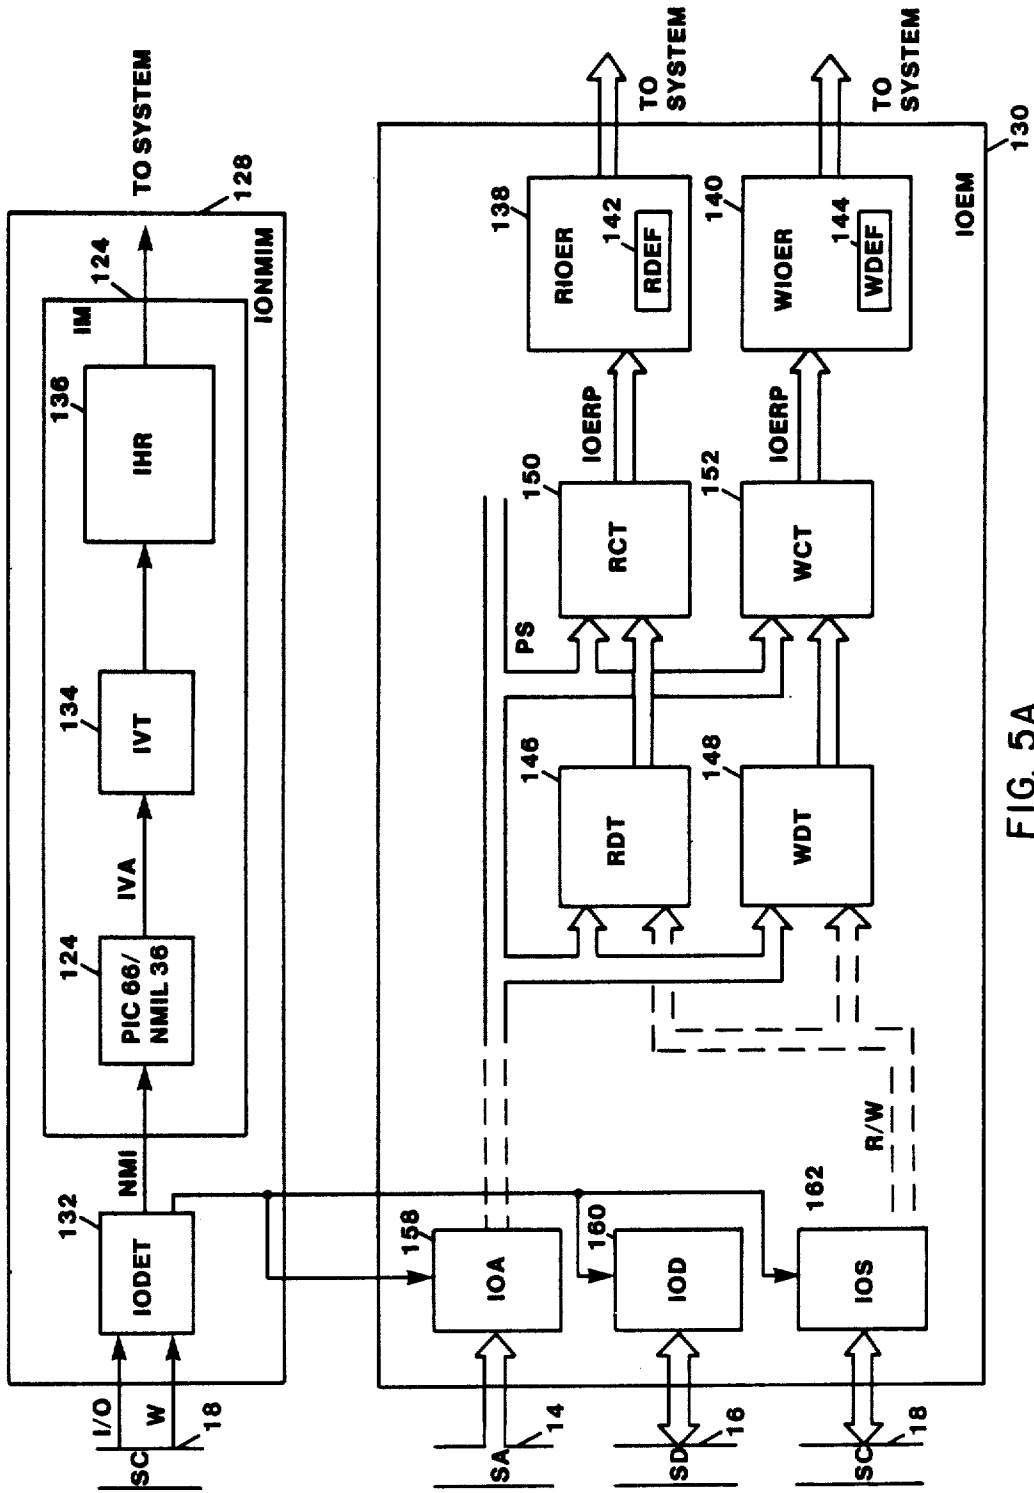 SC
18
I/O
W
132
IODET
NMI
124
PIC 66/
NMIL 36
IVA
134
IVT
136
IHR
IM
124
IONMIM
128
TO SYSTEM
SA
14
SD
16
SC
18
158
IOA
160
IOD
162
IOS
R/W
PS
146
RDT
148
WDT
150
RCT
152
WCT
IOERP
IOERP
138
RIOER
142
RDEF
140
WIOER
144
WDEF
IOEM
130
TO
SYSTEM
TO
SYSTEM
FIG. 5A